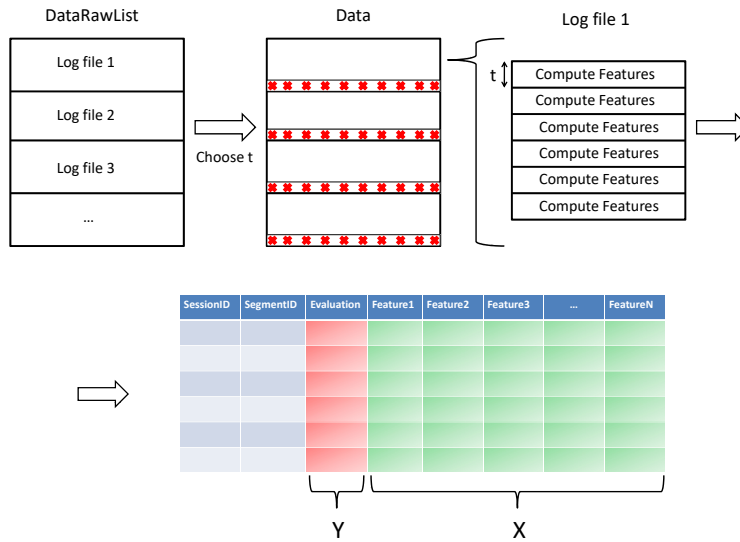 DataRawList
Data
Log file 1
Log file 1
Log file 2
Log file 3
...
Choose t
t
Compute Features
Compute Features
Compute Features
Compute Features
Compute Features
Compute Features
SessionID SegmentID Evaluation Feature1 Feature2 Feature3 ... FeatureN
Y
X